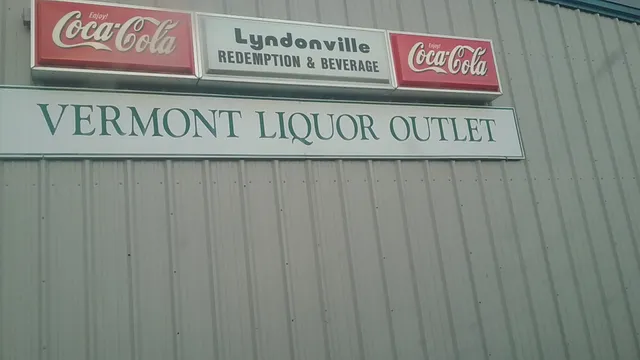 Enjoy!
Coca-Cola
Lyndonville
REDEMPTION & BEVERAGE
Enjoy!
Coca-Cola
VERMONT LIQUOR OUTLET